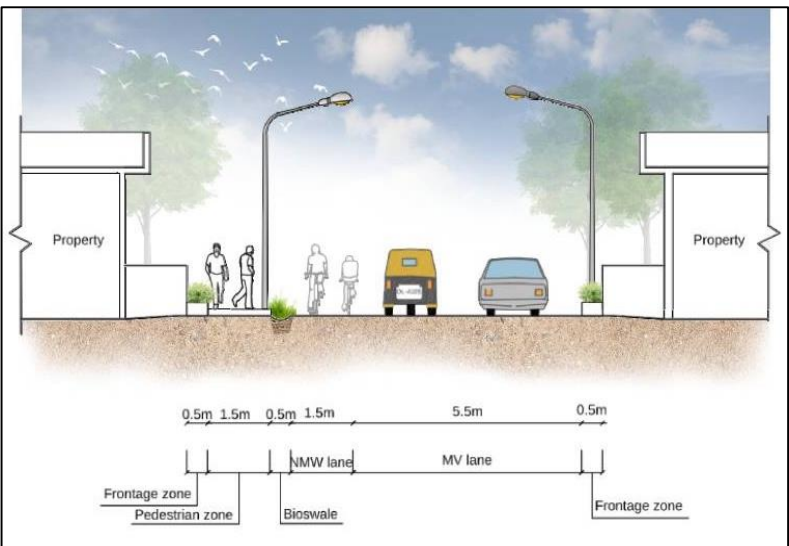 Property
Property
0.5m 1.5m 0.5m 1.5m 5.5m 0.5m
NMW lane MV lane
Frontage zone Frontage zone
Pedestrian zone Bioswale